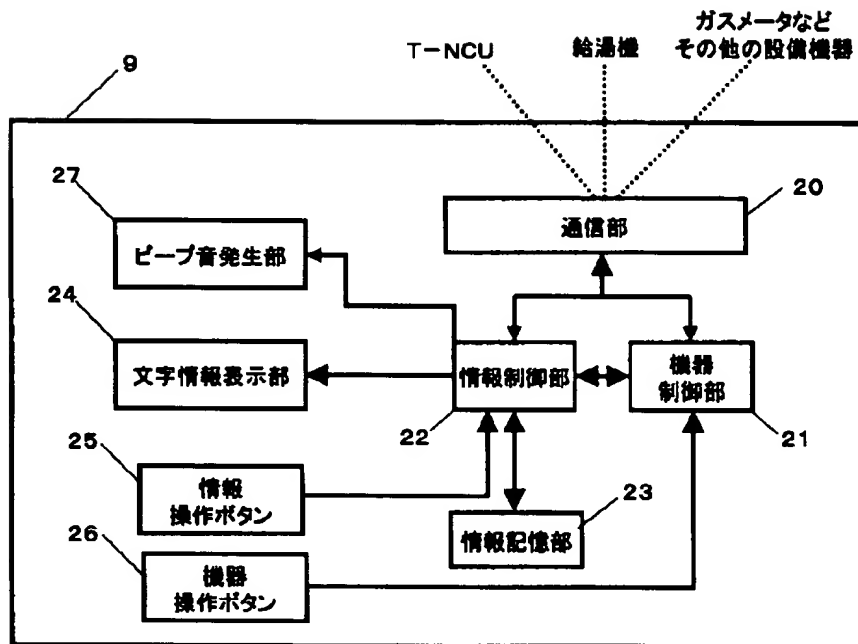 ガスメータなど
T－NCU 給湯機 その他の設備機器
9
27
20
ビープ音発生部
通信部
24
文字情報表示部
情報制御部
機器
制御部
22
21
25
情報
操作ボタン
23
情報記憶部
26
機器
操作ボタン